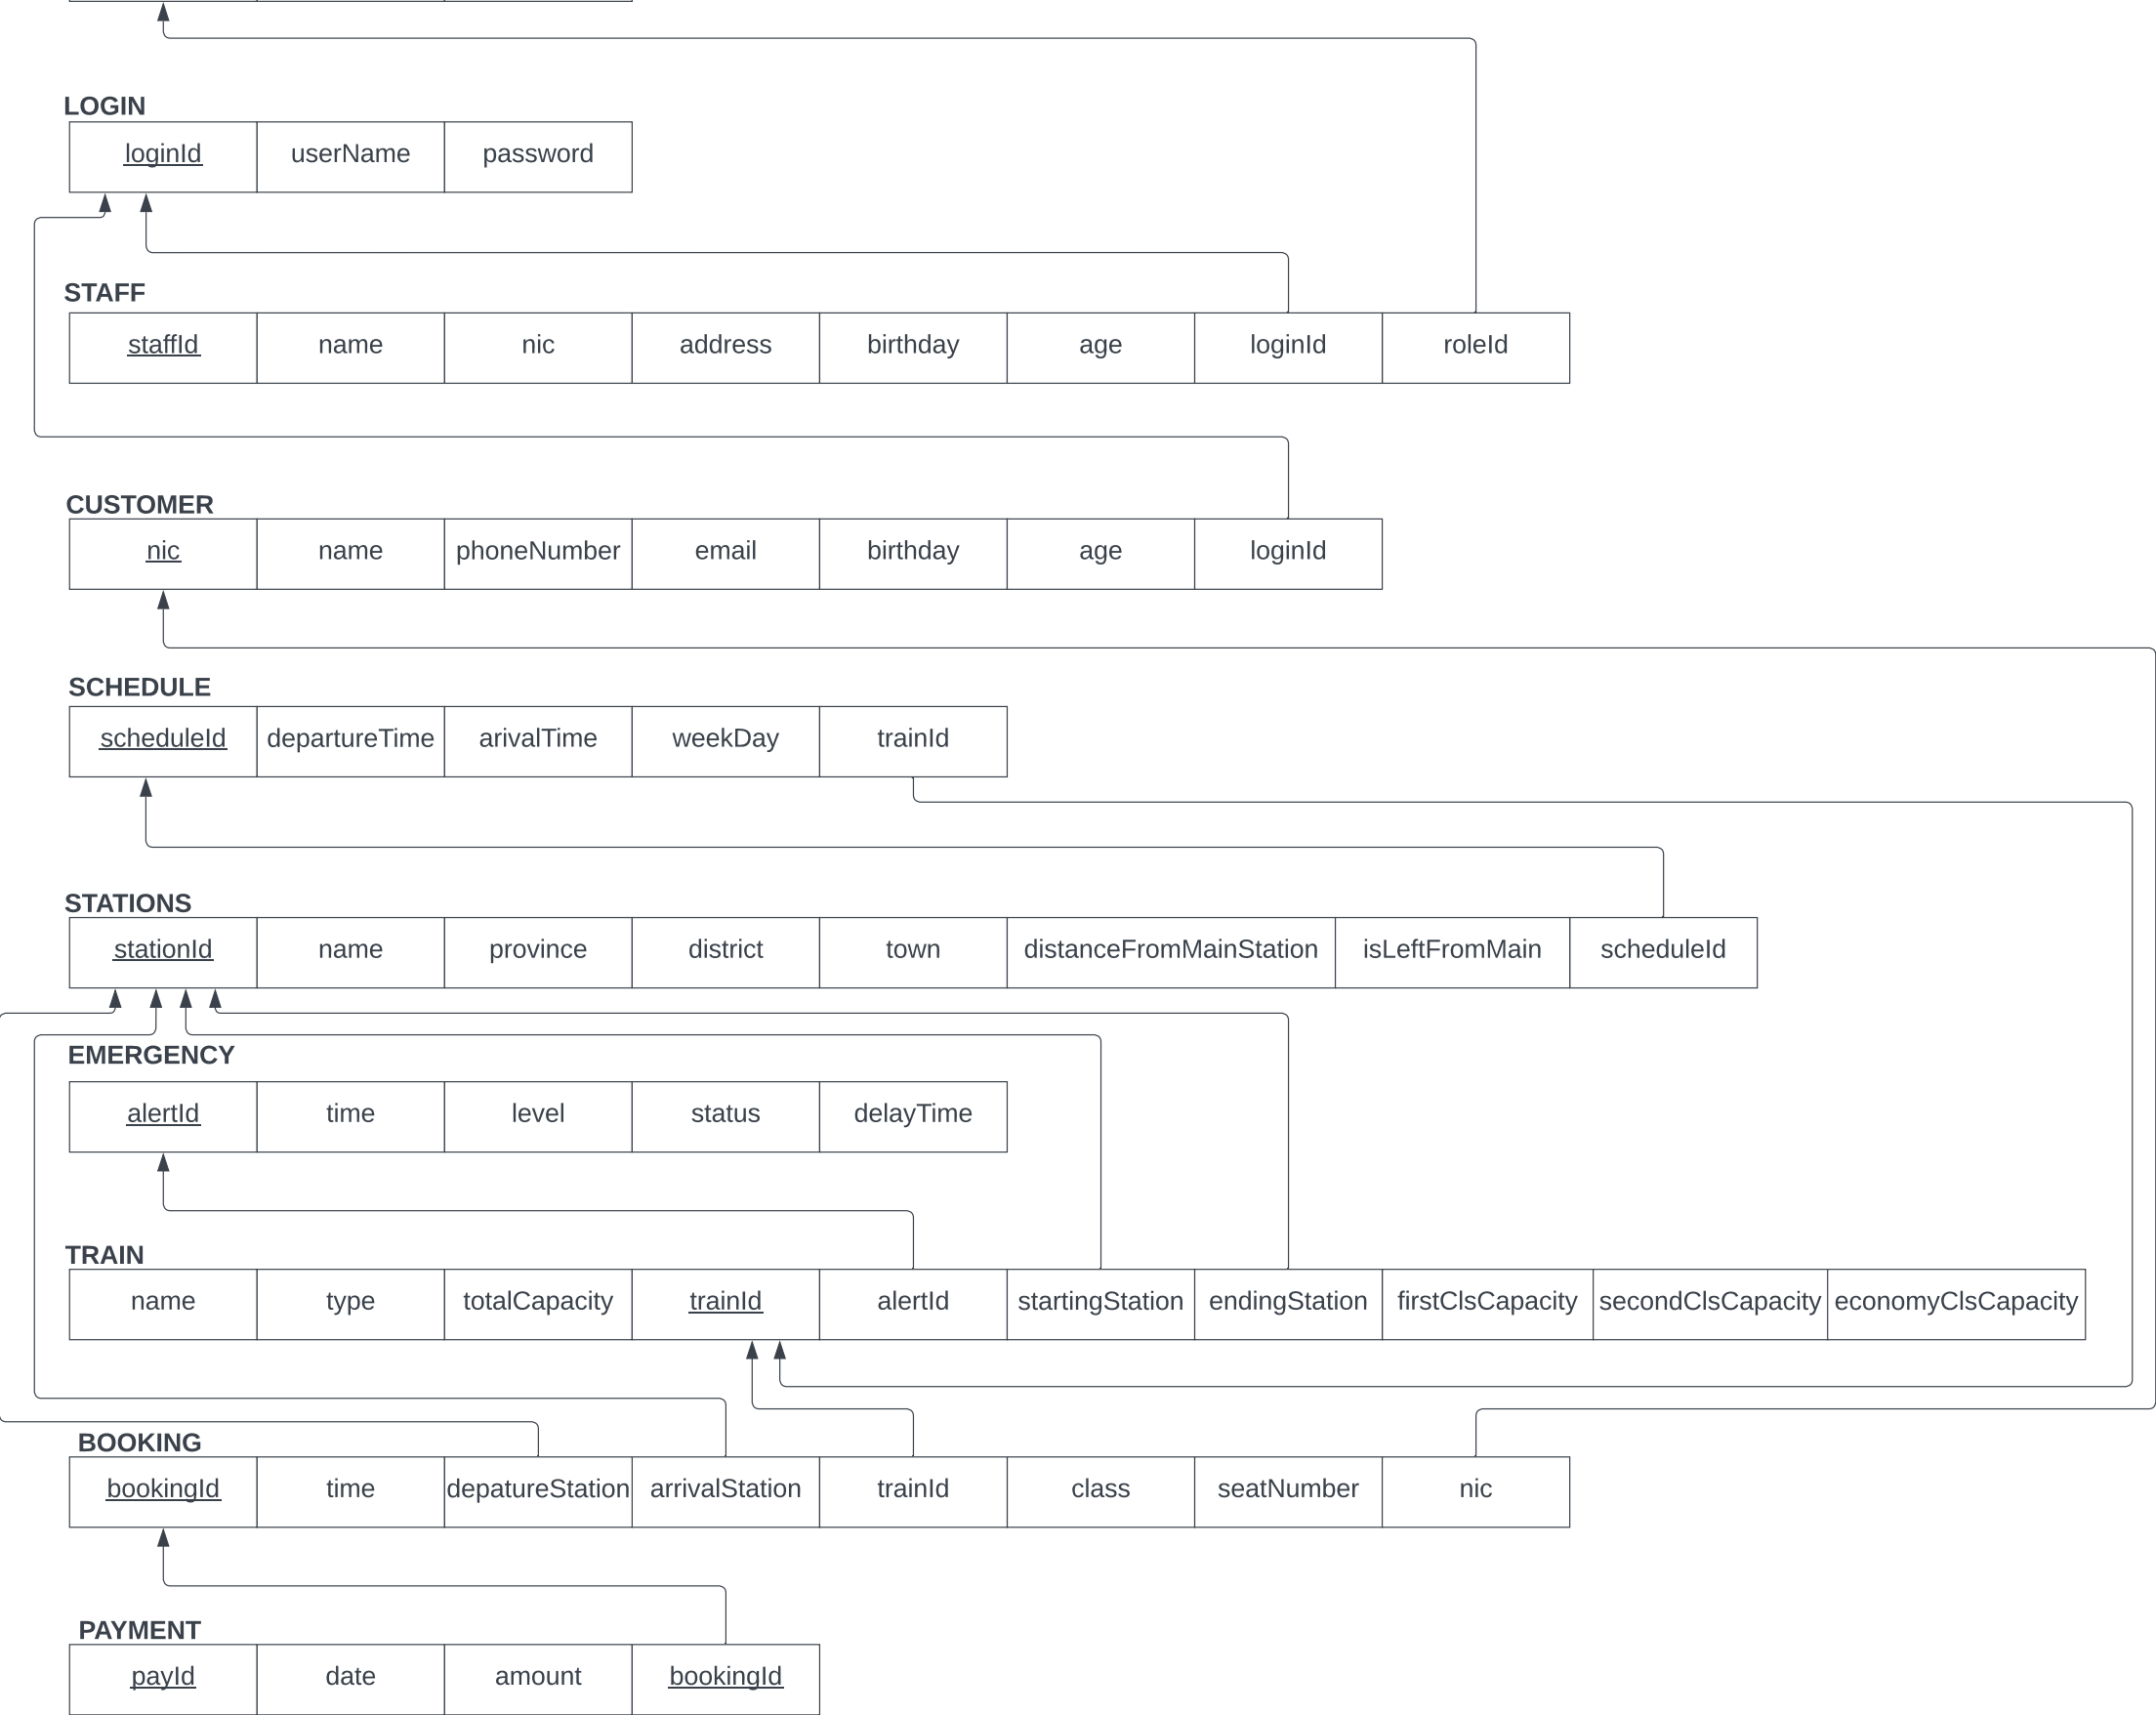 LOGIN
loginId userName password
STAFF
staffId name nic address birthday age loginId roleId
CUSTOMER
nic name phoneNumber email birthday age loginId
SCHEDULE
scheduleId departureTime arivalTime weekDay trainId
STATIONS
stationId name province district town distanceFromMainStation isLeftFromMain scheduleId
EMERGENCY
alertId time level status delayTime
TRAIN
name type totalCapacity trainId alertId startingStation endingStation firstClsCapacity secondClsCapacity economyClsCapacity
BOOKING
bookingId time depatureStation arrivalStation trainId class seatNumber nic
PAYMENT
payId date amount bookingId